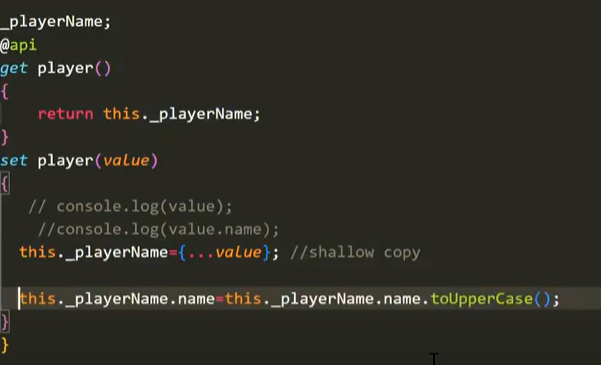 _playerName;
@api
get player()
{
return this._playerName;
}
set player(value)
{
// console.log(value);
//console.log(value.name);
this._playerName={...value}; //shallow copy
this._playerName.name=this._playerName.name.toUpperCase();
}
}